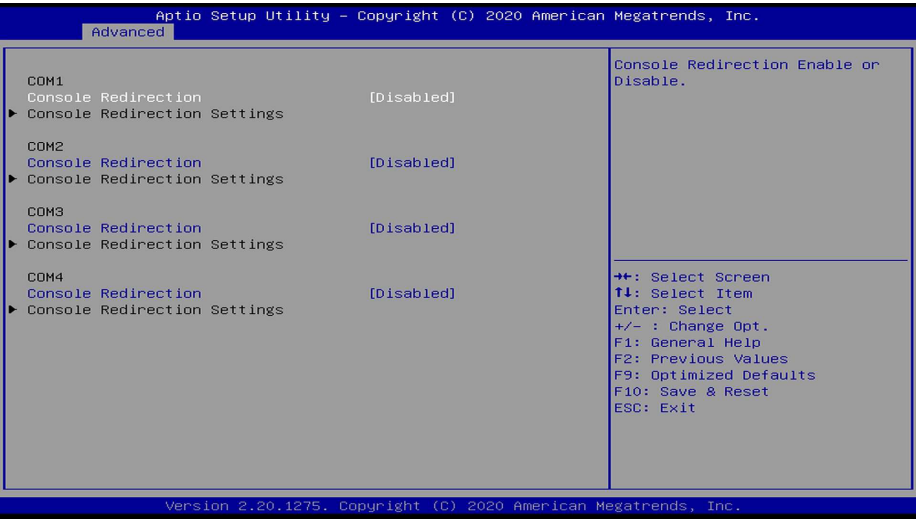 Aptio Setup Utility – Copyright (C) 2020 American Megatrends, Inc.
Advanced
COM1
Console Redirection [Disabled]
▶ Console Redirection Settings
COM2
Console Redirection [Disabled]
▶ Console Redirection Settings
COM3
Console Redirection [Disabled]
▶ Console Redirection Settings
COM4
Console Redirection [Disabled]
▶ Console Redirection Settings
Console Redirection Enable or
Disable.
→←: Select Screen
↑↓: Select Item
Enter: Select
+/- : Change Opt.
F1: General Help
F2: Previous Values
F9: Optimized Defaults
F10: Save & Reset
ESC: Exit
Version 2.20.1275. Copyright (C) 2020 American Megatrends, Inc.